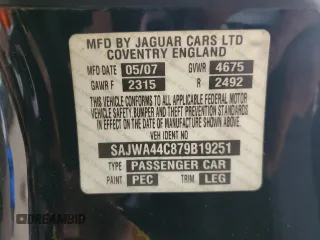 MFD BY JAGUAR CARS LTD
COVENTRY ENGLAND
MFD DATE 05/07 GVWR 4675
GAWR F 2315 R 2492
THIS VEHICLE CONFORMS TO ALL APPLICABLE FEDERAL MOTOR
VEHICLE SAFETY, BUMPER AND THEFT PREVENTION STANDARDS
IN EFFECT ON THE DATE OF MANUFACTURE SHOWN ABOVE
VEH IDENT NO
SAJWA44C879B19251
TYPE PASSENGER CAR
PAINT PEC TRIM LEG
DREAMBID